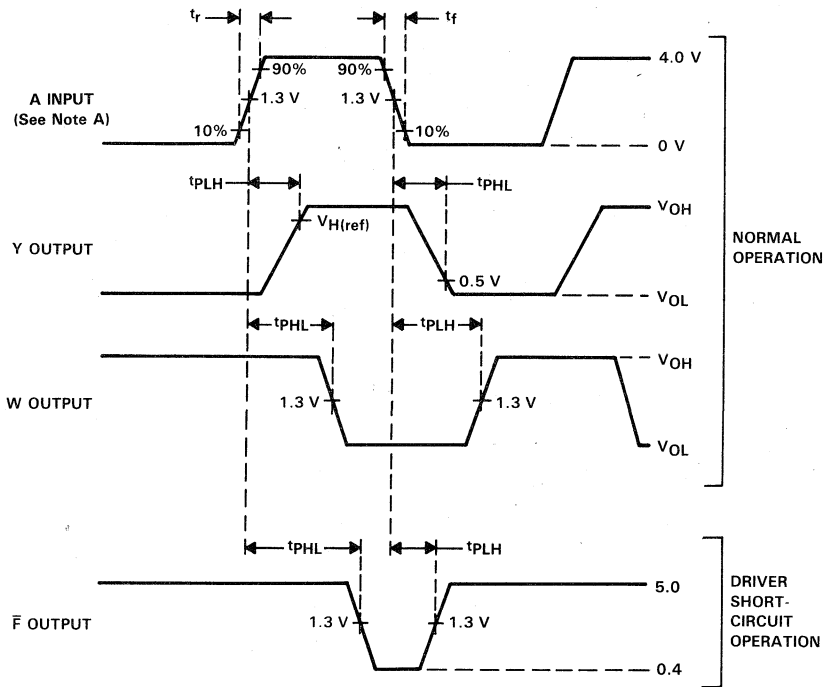 tr
tf
90%
90%
4.0 V
A INPUT
(See Note A)
1.3 V
1.3 V
10%
10%
0 V
tPLH
tPHL
VH(ref)
VOH
Y OUTPUT
0.5 V
VOL
NORMAL
OPERATION
tPHL
tPLH
VOH
W OUTPUT
1.3 V
1.3 V
VOL
tPHL
tPLH
5.0
F̅ OUTPUT
1.3 V
1.3 V
0.4
DRIVER
SHORT-
CIRCUIT
OPERATION